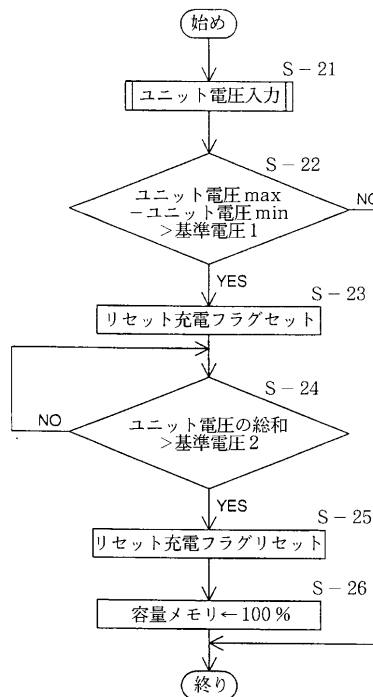 始め
S－21
ユニット電圧入力
S－22
ユニット電圧max
－ユニット電圧min
＞基準電圧1
NO
YES
S－23
リセット充電フラグセット
S－24
NO
ユニット電圧の総和
＞基準電圧2
YES
S－25
リセット充電フラグリセット
S－26
容量メモリ←100％
終り